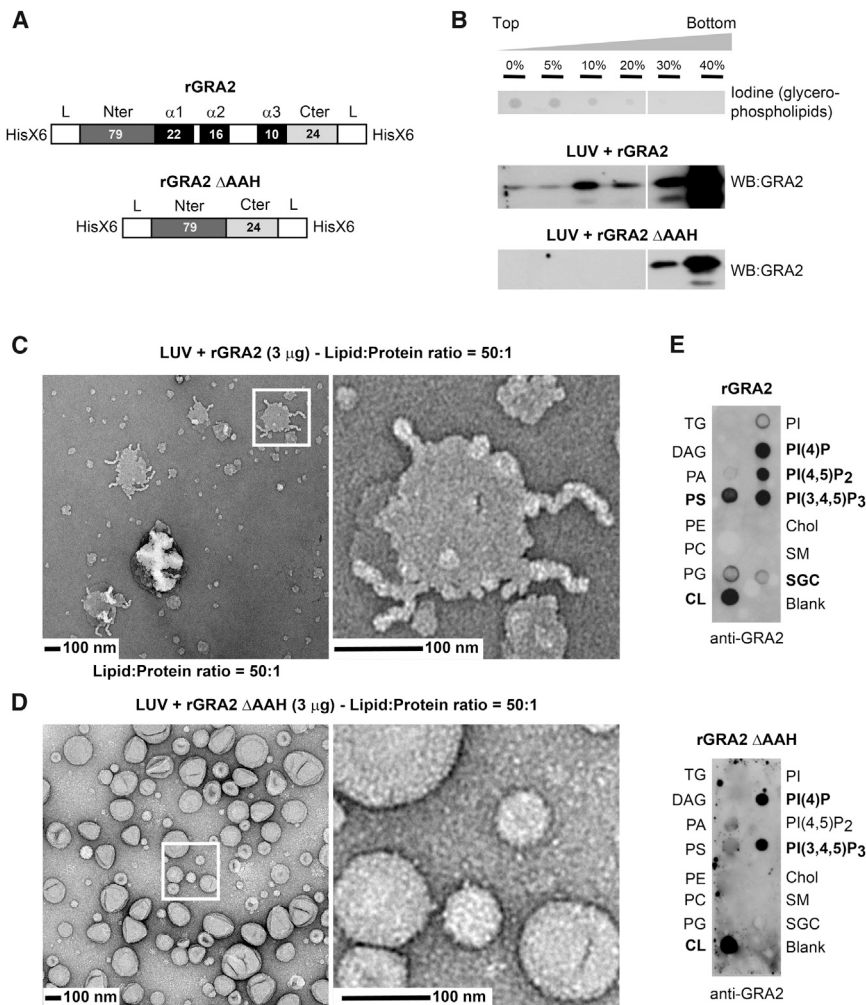 A
rGRA2
L Nter α1 α2 α3 Cter L
HisX6 79 22 16 10 24 HisX6
rGRA2 ΔAAH
L Nter Cter L
HisX6 79 24 HisX6
B
Top Bottom
0% 5% 10% 20% 30% 40%
Iodine (glycero-
phospholipids)
LUV + rGRA2
WB:GRA2
LUV + rGRA2 ΔAAH
WB:GRA2
C
LUV + rGRA2 (3 μg) - Lipid:Protein ratio = 50:1
100 nm 100 nm
Lipid:Protein ratio = 50:1
D
LUV + rGRA2 ΔAAH (3 μg) - Lipid:Protein ratio = 50:1
100 nm 100 nm
E
rGRA2
TG PI
DAG PI(4)P
PA PI(4,5)P2
PS PI(3,4,5)P3
PE Chol
PC SM
PG SGC
CL Blank
anti-GRA2
rGRA2 ΔAAH
TG PI
DAG PI(4)P
PA PI(4,5)P2
PS PI(3,4,5)P3
PE Chol
PC SM
PG SGC
CL Blank
anti-GRA2